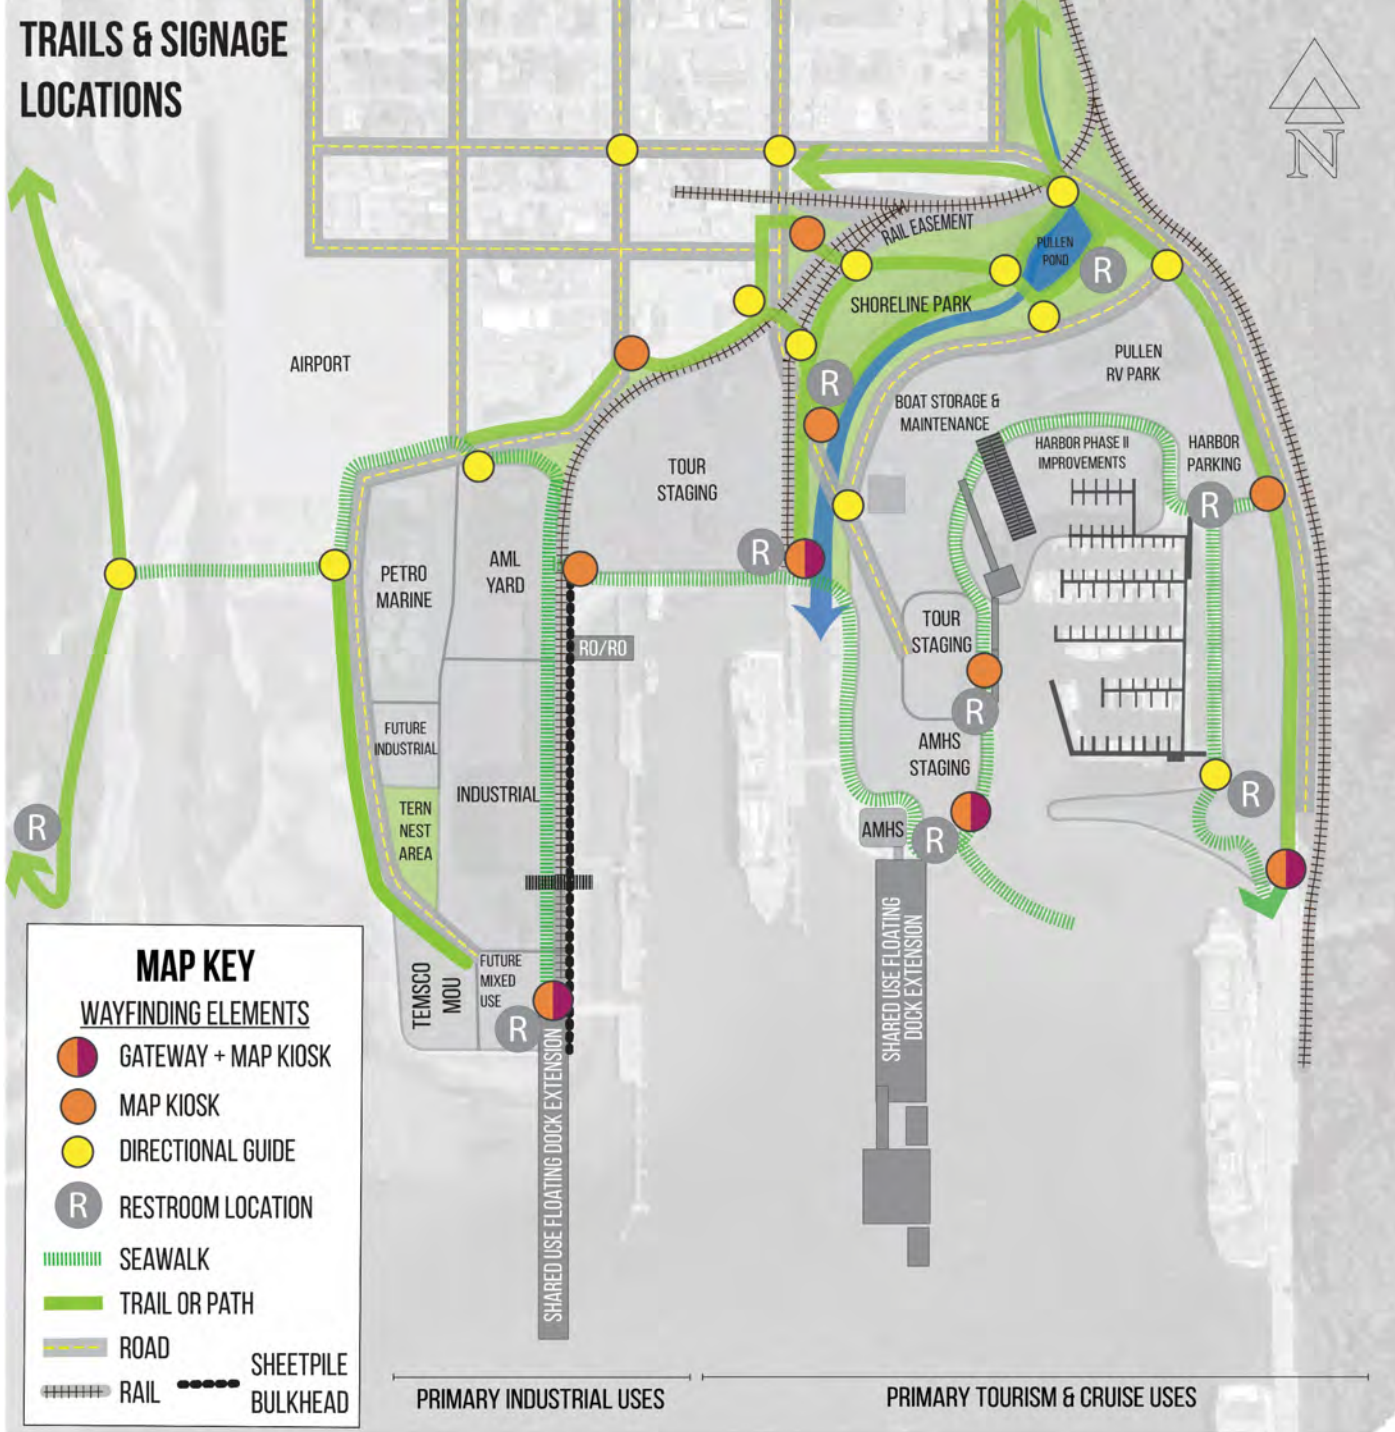 TRAILS & SIGNAGE
LOCATIONS
N
RAIL EASEMENT
PULLEN
POND
R
SHORELINE PARK
AIRPORT
PULLEN
RV PARK
R
BOAT STORAGE &
MAINTENANCE
HARBOR PHASE II
IMPROVEMENTS
HARBOR
PARKING
R
TOUR
STAGING
R
PETRO
MARINE
AML
YARD
RO/RO
TOUR
STAGING
R
FUTURE
INDUSTRIAL
AMHS
STAGING
INDUSTRIAL
TERN
NEST
AREA
R
R
AMHS
R
SHARED USE FLOATING
DOCK EXTENSION
TEMSCO
MOU
FUTURE
MIXED
USE
R
SHARED USE FLOATING DOCK EXTENSION
MAP KEY
WAYFINDING ELEMENTS
GATEWAY + MAP KIOSK
MAP KIOSK
DIRECTIONAL GUIDE
R
RESTROOM LOCATION
SEAWALK
TRAIL OR PATH
ROAD
RAIL
SHEETPILE
BULKHEAD
PRIMARY INDUSTRIAL USES
PRIMARY TOURISM & CRUISE USES